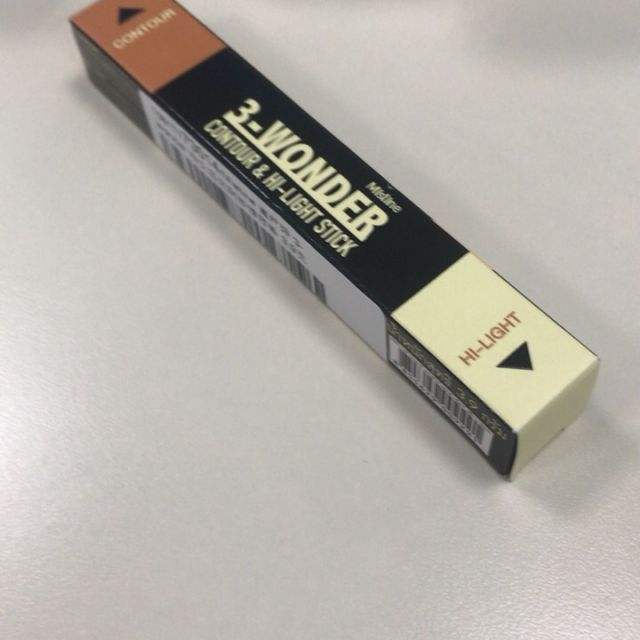 CONTOUR
Mistine
3-WONDER
CONTOUR & HI-LIGHT STICK
HI-LIGHT